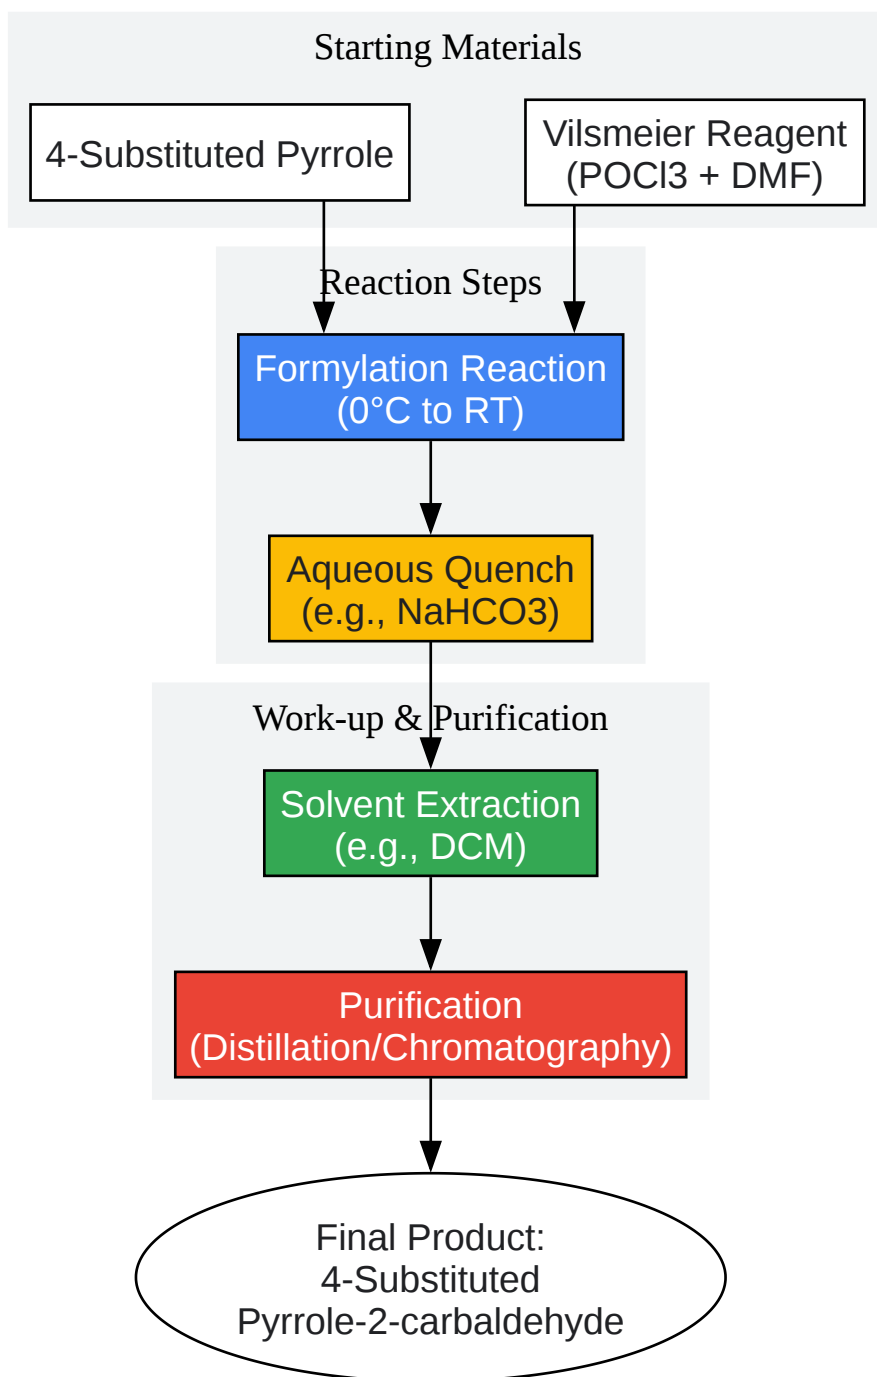 Starting Materials
4-Substituted Pyrrole
Vilsmeier Reagent
(POCl3 + DMF)
Reaction Steps
Formylation Reaction
(0°C to RT)
Aqueous Quench
(e.g., NaHCO3)
Work-up & Purification
Solvent Extraction
(e.g., DCM)
Purification
(Distillation/Chromatography)
Final Product:
4-Substituted
Pyrrole-2-carbaldehyde